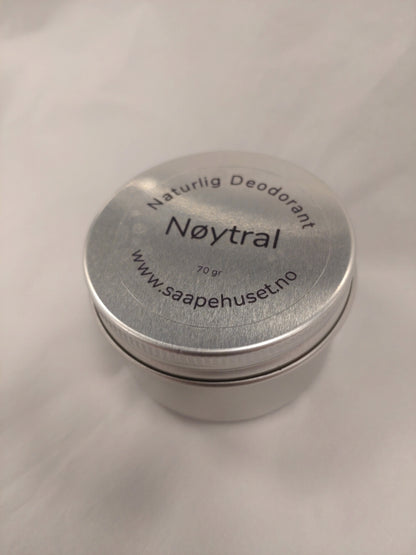 Naturlig Deodorant
Nøytral
70 gr
www.saapehuset.no